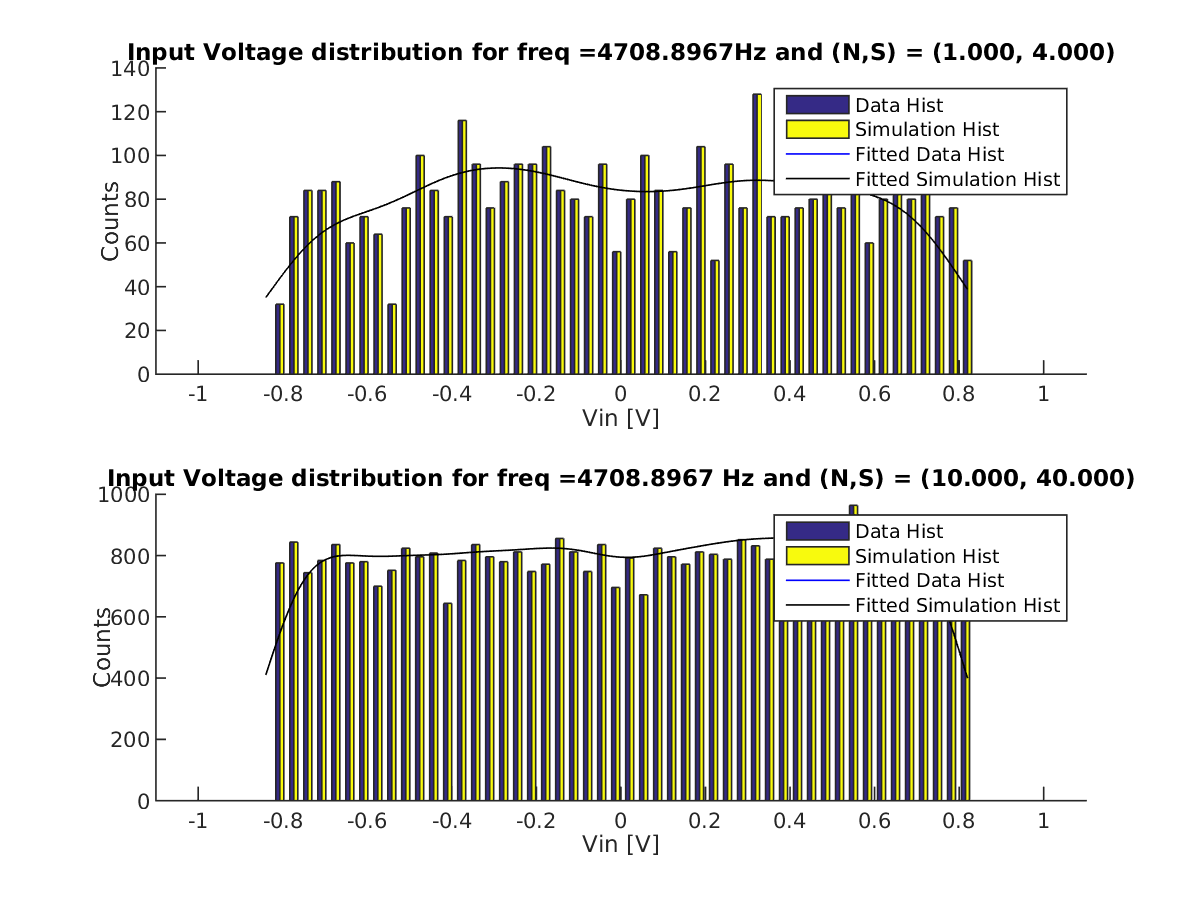 Input Voltage distribution for freq =4708.8967Hz and (N,S) = (1.000, 4.000)
140
120
100
80
60
40
20
0
Counts
Data Hist
Simulation Hist
Fitted Data Hist
Fitted Simulation Hist
-1 -0.8 -0.6 -0.4 -0.2 0 0.2 0.4 0.6 0.8 1
Vin [V]
Input Voltage distribution for freq =4708.8967 Hz and (N,S) = (10.000, 40.000)
1000
800
600
400
200
0
Counts
Data Hist
Simulation Hist
Fitted Data Hist
Fitted Simulation Hist
-1 -0.8 -0.6 -0.4 -0.2 0 0.2 0.4 0.6 0.8 1
Vin [V]